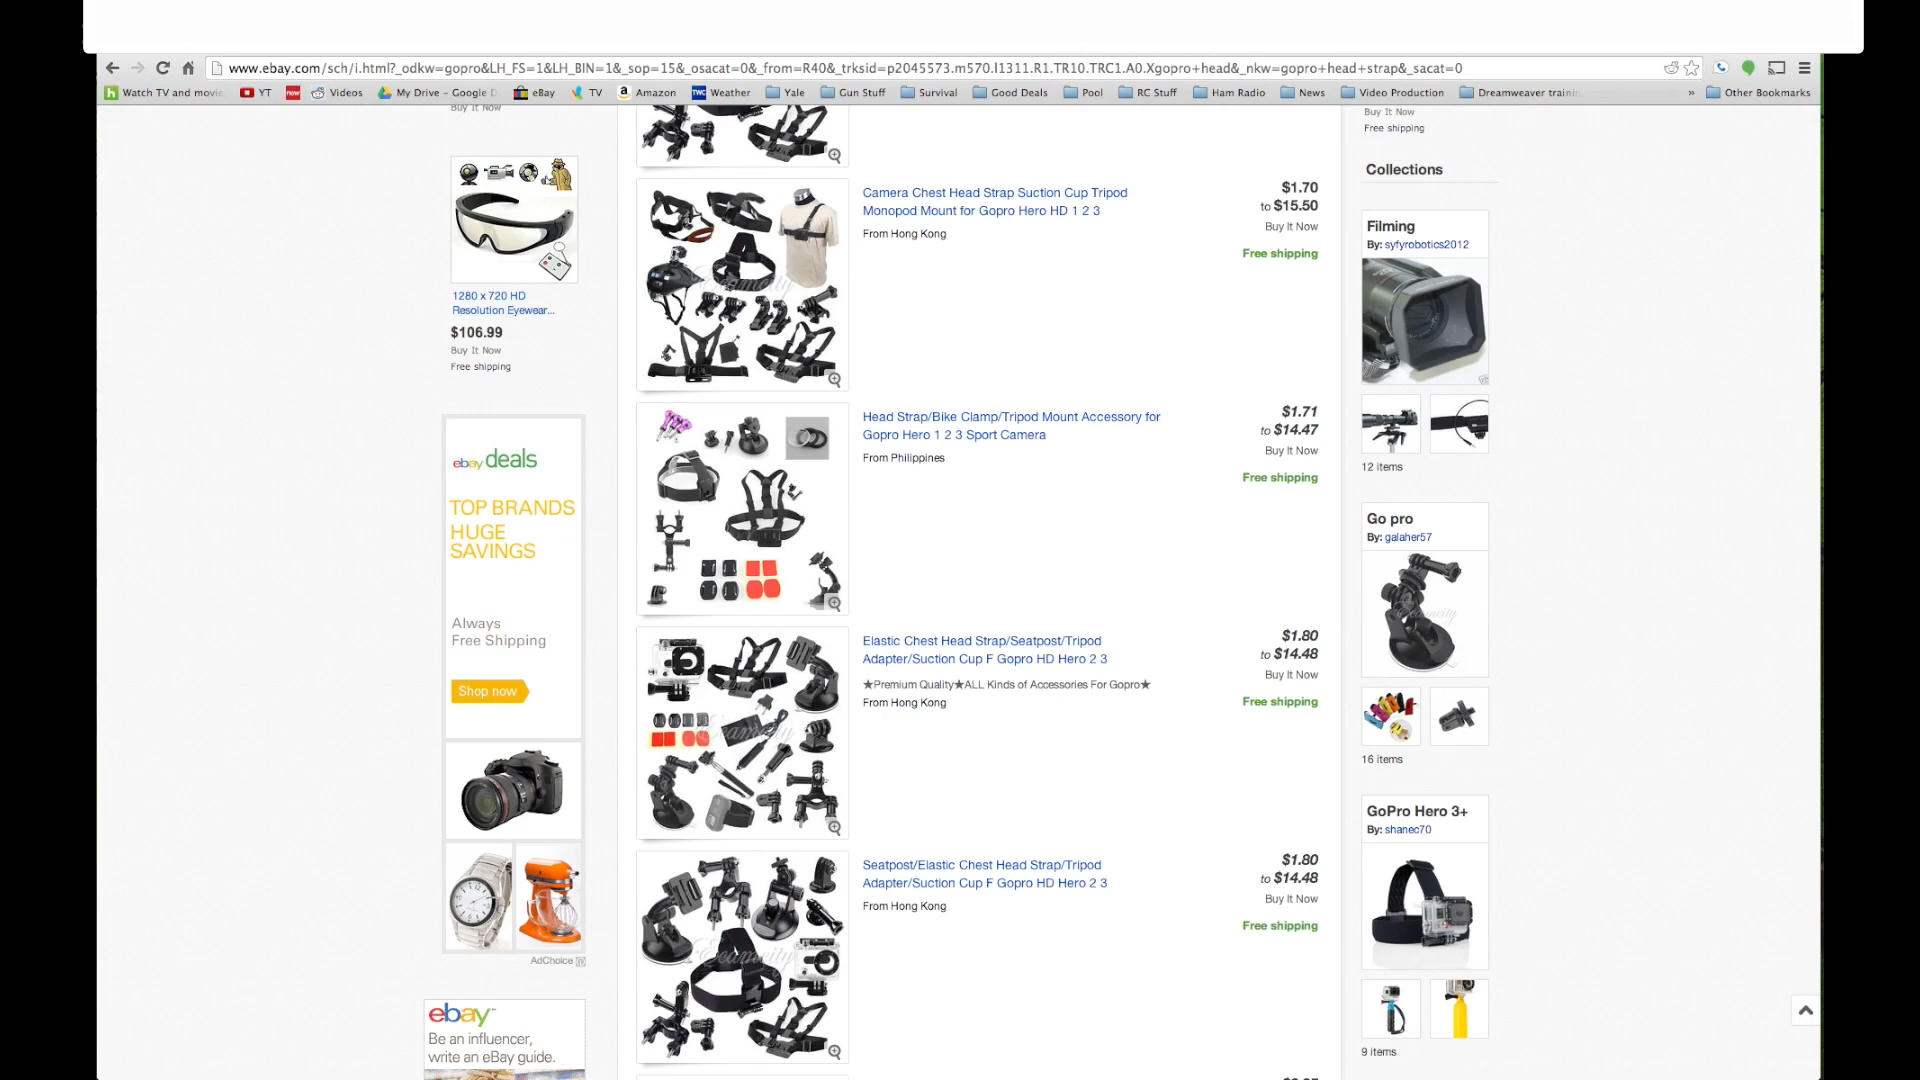 www.ebay.com/sch/i.html?_odkw=gopro&LH_FS=1&LH_BIN=1&_sop=15&_osacat=0&_from=R40&_trksid=p2045573.m570.l1311.R1.TR10.TRC1.A0.Xgopro+head&_nkw=gopro+head+strap&_sacat=0
Watch TV and movie YT Videos My Drive - Google D eBay TV Amazon Weather Yale Gun Stuff Survival Good Deals Pool RC Stuff Ham Radio News Video Production Dreamweaver trainin » Other Bookmarks
Buy It Now
1280 x 720 HD
Resolution Eyewear...
$106.99
Buy It Now
Free shipping
ebay deals
TOP BRANDS
HUGE
SAVINGS
Always
Free Shipping
Shop now
AdChoice
ebay
Be an influencer,
write an eBay guide.
Camera Chest Head Strap Suction Cup Tripod
Monopod Mount for Gopro Hero HD 1 2 3
From Hong Kong
$1.70
to $15.50
Buy It Now
Free shipping
Head Strap/Bike Clamp/Tripod Mount Accessory for
Gopro Hero 1 2 3 Sport Camera
From Philippines
$1.71
to $14.47
Buy It Now
Free shipping
Elastic Chest Head Strap/Seatpost/Tripod
Adapter/Suction Cup F Gopro HD Hero 2 3
★Premium Quality★ALL Kinds of Accessories For Gopro★
From Hong Kong
$1.80
to $14.48
Buy It Now
Free shipping
Seatpost/Elastic Chest Head Strap/Tripod
Adapter/Suction Cup F Gopro HD Hero 2 3
From Hong Kong
$1.80
to $14.48
Buy It Now
Free shipping
Buy It Now
Free shipping
Collections
Filming
By: syfyrobotics2012
12 items
Go pro
By: galaher57
16 items
GoPro Hero 3+
By: shanec70
9 items